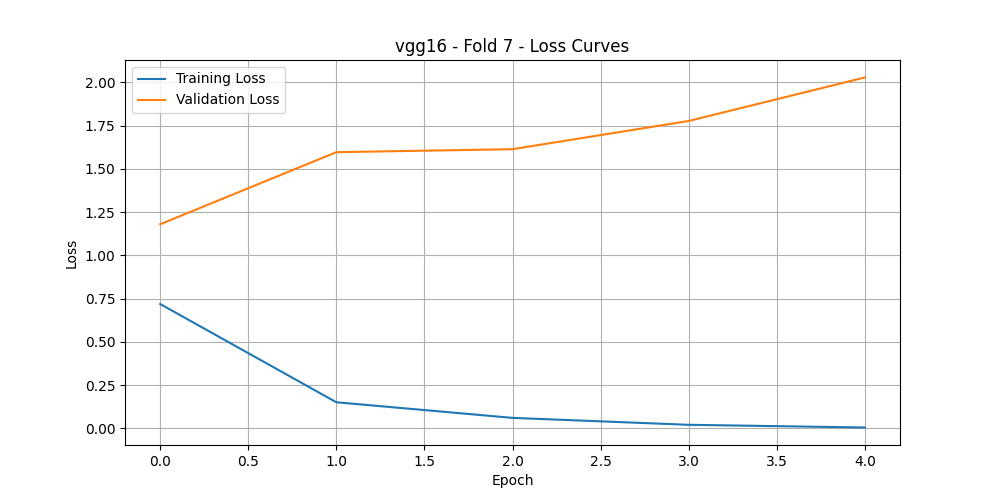 vgg16 - Fold 7 - Loss Curves
Training Loss
Validation Loss
2.00
1.75
1.50
1.25
1.00
0.75
0.50
0.25
0.00
Loss
0.0 0.5 1.0 1.5 2.0 2.5 3.0 3.5 4.0
Epoch